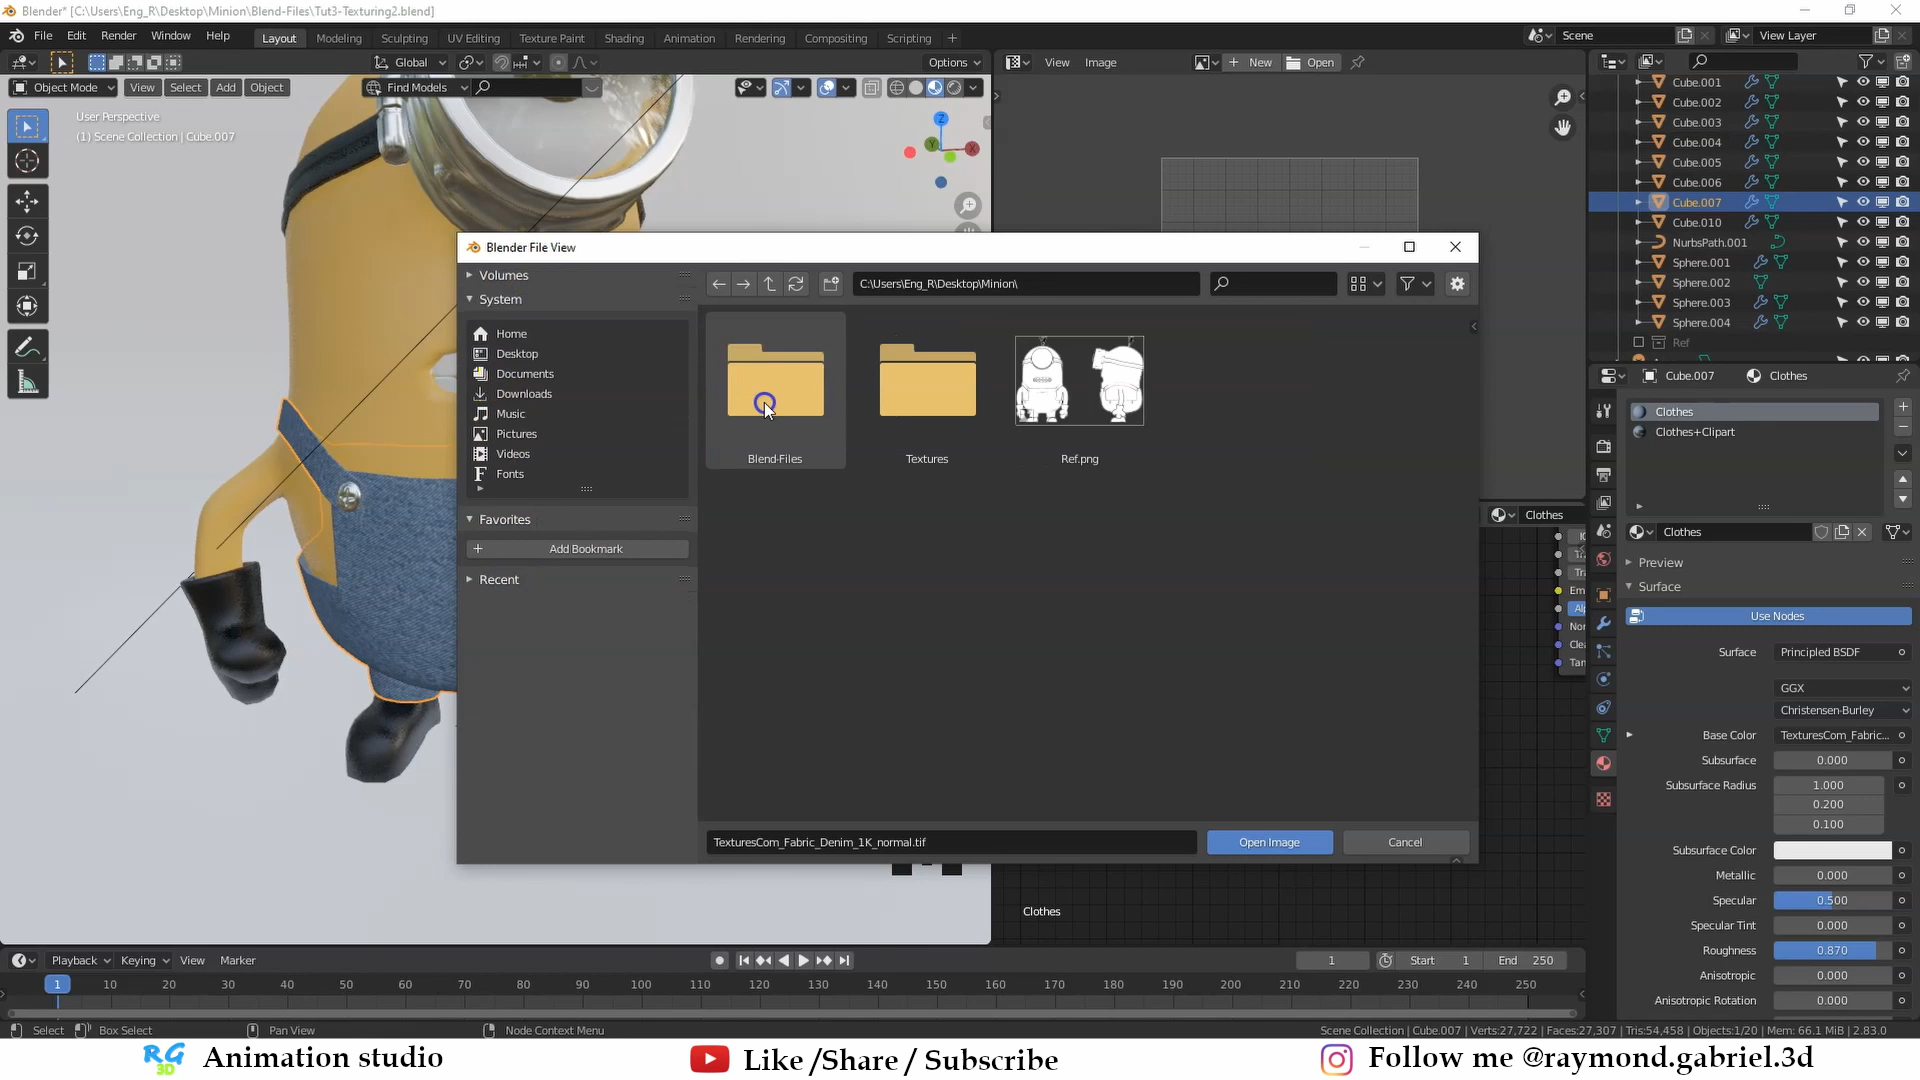 Blender* [C:\Users\Eng_R\Desktop\Minion\Blend-Files\Tut3-Texturing2.blend]
File Edit Render Window Help Layout Modeling Sculpting UV Editing Texture Paint Shading Animation Rendering Compositing Scripting + Scene View Layer
Global Options View Image New Open
Object Mode View Select Add Object Find Models
User Perspective
(1) Scene Collection | Cube.007
Z
Y
X
Cube.001
Cube.002
Cube.003
Cube.004
Cube.005
Cube.006
Cube.007
Cube.010
NurbsPath.001
Sphere.001
Sphere.002
Sphere.003
Sphere.004
Ref
Blender File View
Volumes
System
C:\Users\Eng_R\Desktop\Minion\
Home
Desktop
Documents
Downloads
Music
Pictures
Videos
Fonts
Favorites
Add Bookmark
Recent
Blend-Files Textures Ref.png
TexturesCom_Fabric_Denim_1K_normal.tif Open Image Cancel
Clothes
Em
Nor
Cle
Tan
Clothes
Cube.007 Clothes
Clothes
Clothes+Clipart
Clothes
Preview
Surface
Use Nodes
Surface Principled BSDF
GGX
Christensen-Burley
Base Color TexturesCom_Fabric...
Subsurface 0.000
Subsurface Radius 1.000
0.200
0.100
Subsurface Color
Metallic 0.000
Specular 0.500
Specular Tint 0.000
Roughness 0.870
Anisotropic 0.000
Anisotropic Rotation 0.000
Playback Keying View Marker 1 Start 1 End 250
1 10 20 30 40 50 60 70 80 90 100 110 120 130 140 150 160 170 180 190 200 210 220 230 240 250
Select Box Select Pan View Node Context Menu Scene Collection | Cube.007 | Verts:27,722 | Faces:27,307 | Tris:54,458 | Objects:1/20 | Mem: 66.1 MiB | 2.83.0
RG 3D Animation studio Like /Share / Subscribe Follow me @raymond.gabriel.3d